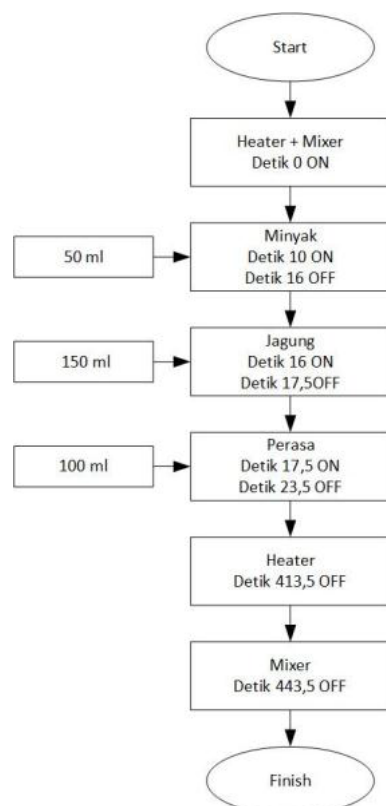 Start
Heater + Mixer
Detik 0 ON
50 ml
Minyak
Detik 10 ON
Detik 16 OFF
150 ml
Jagung
Detik 16 ON
Detik 17,5OFF
100 ml
Perasa
Detik 17,5 ON
Detik 23,5 OFF
Heater
Detik 413,5 OFF
Mixer
Detik 443,5 OFF
Finish